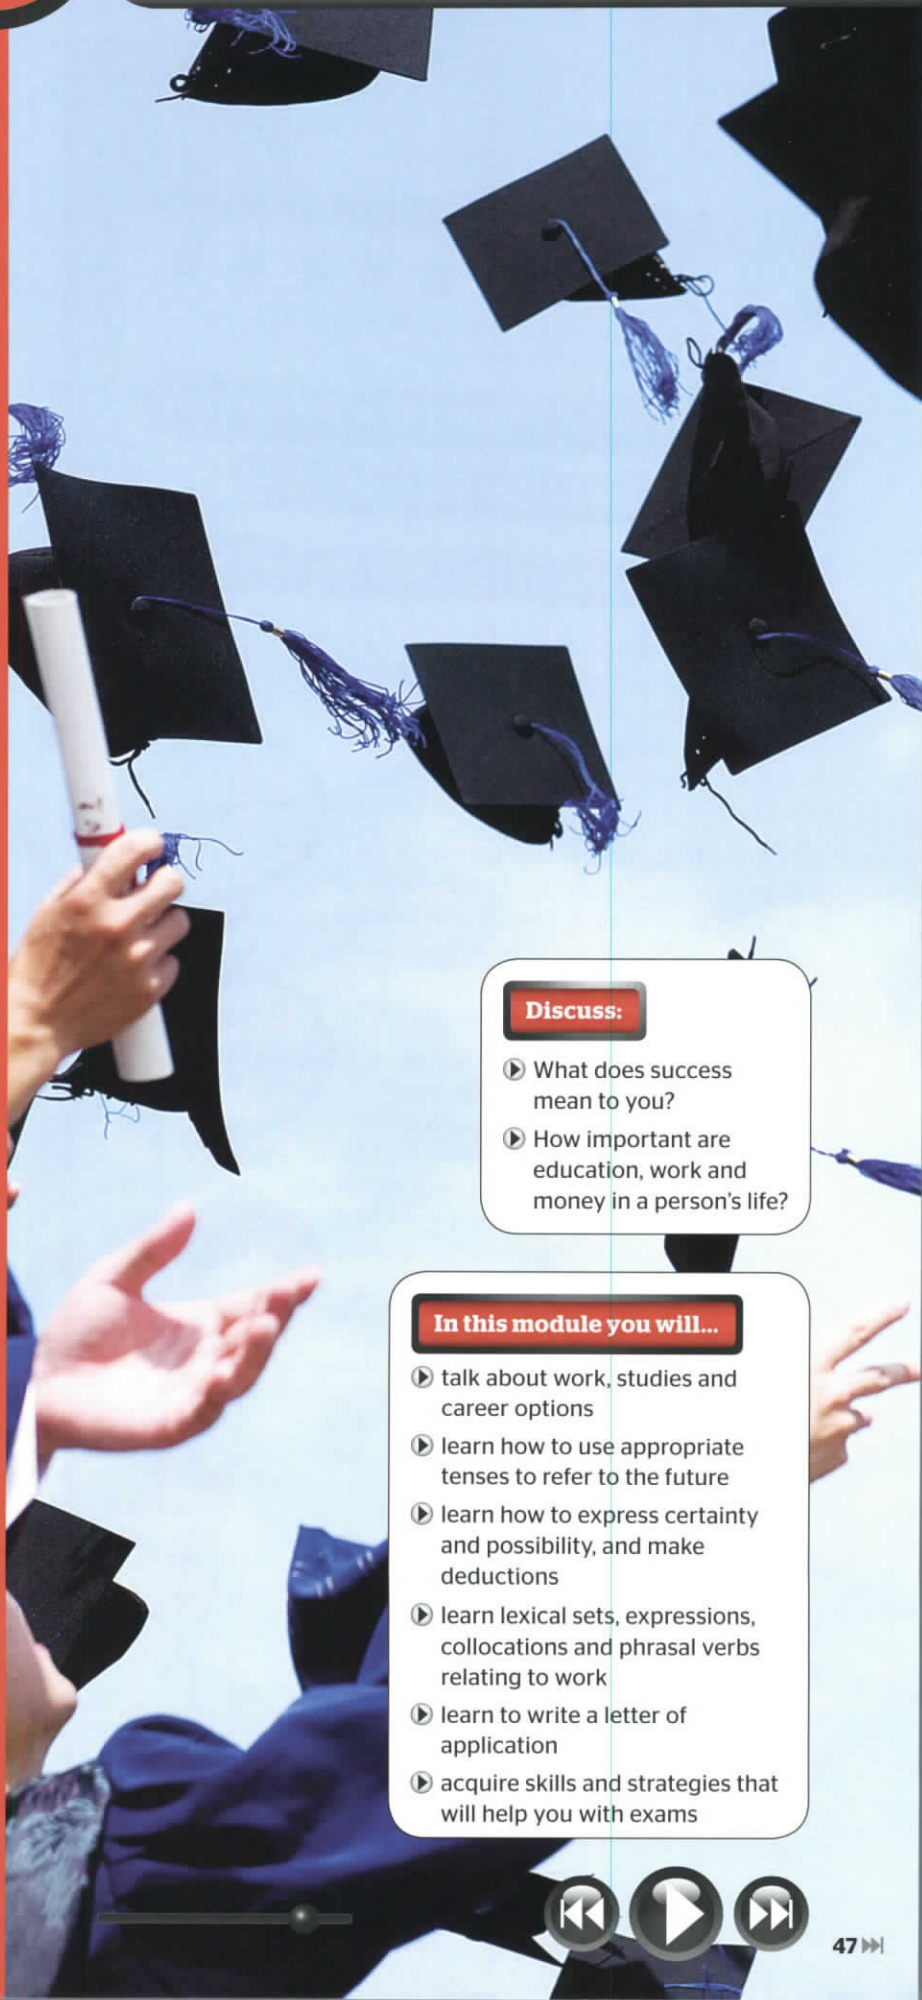 Discuss:
What does success
mean to you?
How important are
education, work and
money in a person's life?
In this module you will...
talk about work, studies and
career options
learn how to use appropriate
tenses to refer to the future
learn how to express certainty
and possibility, and make
deductions
learn lexical sets, expressions,
collocations and phrasal verbs
relating to work
learn to write a letter of
application
acquire skills and strategies that
will help you with exams
47